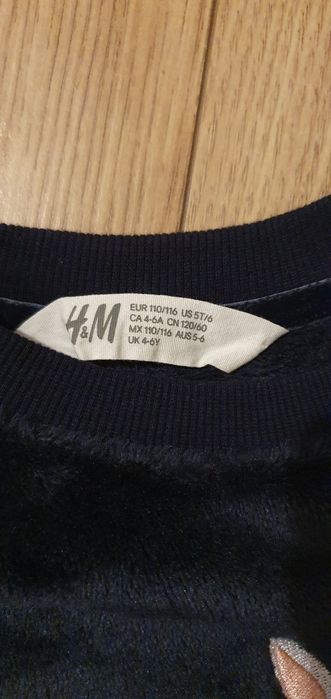 H&M
EUR 110/116 US 5T/6
CA 4-6A CN 120/60
MX 110/116 AUS 5-6
UK 4-6Y